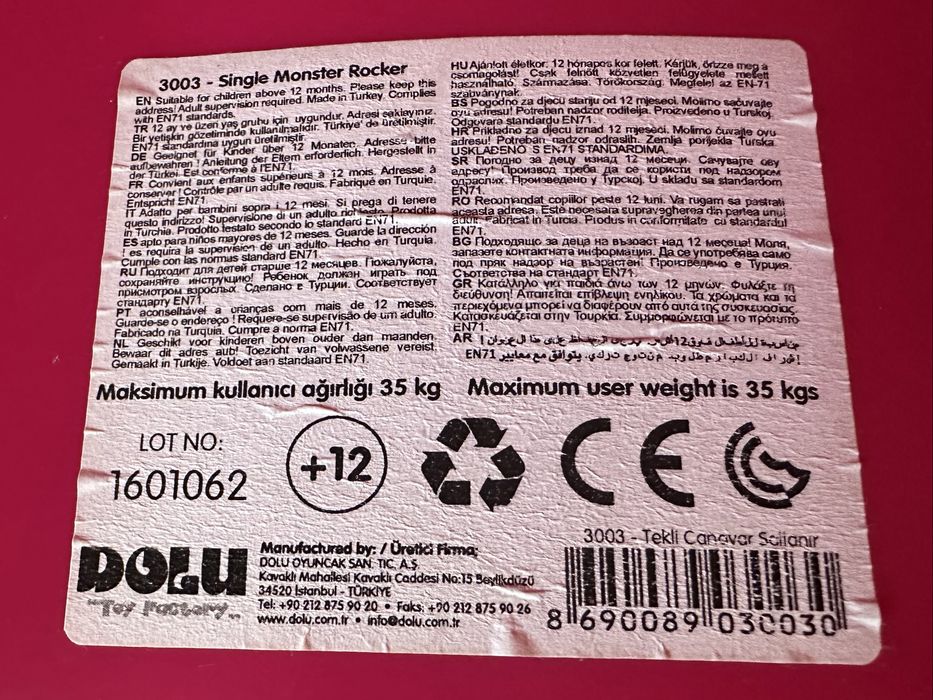 3003 - Single Monster Rocker
EN Suitable for children above 12 months. Please keep this
address! Adult supervision required. Made in Turkey. Complies
with EN71 standards.
TR 12 ay ve üzeri yaş grubu için uygundur. Adresi saklayınız.
Bir yetişkin gözetiminde kullanılmalıdır. Türkiye' de üretilmiştir.
EN71 standardına uygun üretilmiştir.
DE Geeignet für Kinder über 12 Monaten. Adresse bitte
aufbewahren! Anleitung der Eltern erforderlich. Hergestellt in
der Türkei. Est conforme à l'EN71.
FR Convient aux enfants supérieurs à 12 mois. Adresse à
conserver! Contrôle par un adulte requis. Fabriqué en Turquie.
Entspricht EN71.
IT Adatto per bambini sopra i 12 mesi. Si prega di tenere
questo indirizzo! Supervisione di un adulto richiesta. Prodotta
in Turchia. Prodotto testato secondo lo standard EN71.
ES apto para niños mayores de 12 meses. Guarde la dirección
! es require la supervisión de un adulto. Hecho en Turquia.
Cumple con las normas standard EN71.
RU Подходит для детей старше 12 месяцев. Пожалуйста,
сохраняйте инструкцию! Ребенок должен играть под
присмотром взрослых. Сделано в Турции. Соответствует
стандарту EN71.
PT aconselhável a crianças com mais de 12 meses.
Guarde-se o endereço ! Requere-se supervisão de um adulto.
Fabricado na Turquia. Cumpre a norma EN71.
NL Geschikt voor kinderen boven ouder dan maanden.
Bewaar dit adres aub! Toezicht van volwassene vereist.
Gemaakt in Turkije. Voldoet aan standaard EN71.
HU Ajánlott életkor: 12 hónapos kor felett. Kérjük, őrizze meg a
csomagolást! Csak felnőtt közvetlen felügyelete mellett
használható. Származása: Törökország. Megfelel az EN-71
szabványnak.
BS Pogodno za djecu stariju od 12 mjeseci. Molimo sačuvajte
ovu adresu! Potreban nadzor roditelja. Proizvedeno u Turskoj.
Odgovara standardu EN71.
HR Prikladno za djecu iznad 12 mjeseci. Molimo čuvajte ovu
adresu! Potreban nadzor odraslih. Zemlja porijekla Turska.
USKLAĐENO S EN71 STANDARDIMA.
SR Погодно за децу изнад 12 месеци. Сачувајте ову
адресу! Производ треба да се користи под надзором
одраслих. Произведено у Турској. U skladu sa standardom
EN71.
RO Recomandat copiilor peste 12 luni. Va rugam sa pastrati
aceasta adresa. Este necesara supravegherea din partea unui
adult. Fabricat in Turcia. Produs in conformitate cu standardul
EN71.
BG Подходящо за деца на възраст над 12 месеца! Моля,
запазете контактната информация. Да се употребява само
под пряк надзор на възрастен! Произведено в Турция.
Съответства на стандарт EN71.
GR Κατάλληλο για παιδιά άνω των 12 μηνών. Φυλάξτε τη
διεύθυνση! Απαιτείται επίβλεψη ενηλίκου. Τα χρώματα και τα
περιεχόμενα μπορεί να διαφέρουν από αυτά της συσκευασίας.
Κατασκευάζεται στην Τουρκία. Συμμορφώνεται με το πρότυπο
EN71.
AR
EN71
Maksimum kullanıcı ağırlığı 35 kg
Maximum user weight is 35 kgs
LOT NO:
1601062
+12
CE
DOLU
"Toy Factory"
Manufactured by: / Üretici Firma:
DOLU OYUNCAK SAN. TİC. A.Ş.
Kavaklı Mahallesi Kavaklı Caddesi No:15 Beylikdüzü
34520 İstanbul - TÜRKİYE
Tel: +90 212 875 90 20 • Faks: +90 212 875 90 26
www.dolu.com.tr • info@dolu.com.tr
3003 - Tekli Canavar Sallanır
8 690089 030030